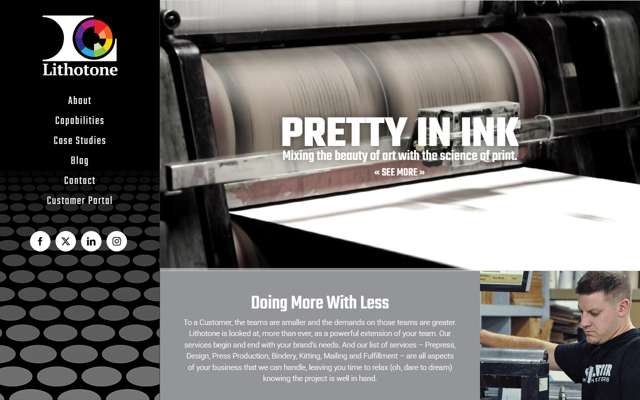 Lithotone
About
Capabilities
Case Studies
Blog
Contact
Customer Portal
PRETTY IN INK
Mixing the beauty of art with the science of print.
« SEE MORE »
Doing More With Less
To a Customer, the teams are smaller and the demands on those teams are greater.
Lithotone is looked at, more than ever, as a powerful extension of your team. Our
services begin and end with your brand's needs. And our list of services – Prepress,
Design, Press Production, Bindery, Kitting, Mailing and Fulfillment – are all aspects
of your business that we can handle, leaving you time to relax (oh, dare to dream)
knowing the project is well in hand.